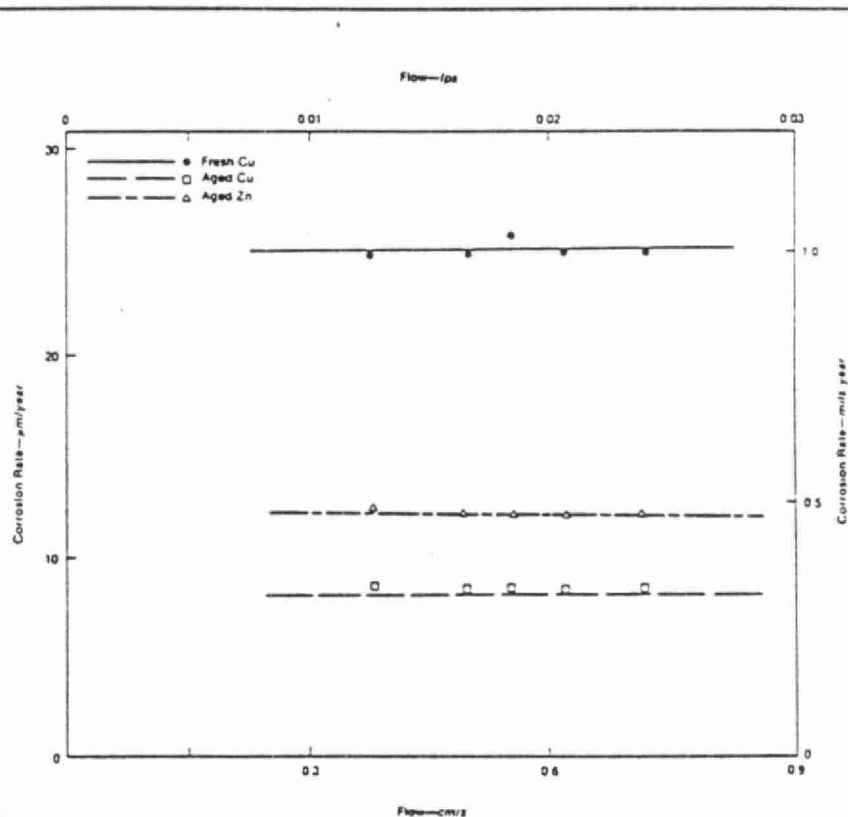 Flow—fps
0 0.01 0.02 0.03
30
Fresh Cu
Aged Cu
Aged Zn
1.0
20
Corrosion Rate—μm/year
Corrosion Rate—mils year
0.5
10
0 0
0.3 0.6 0.9
Flow—cm/s